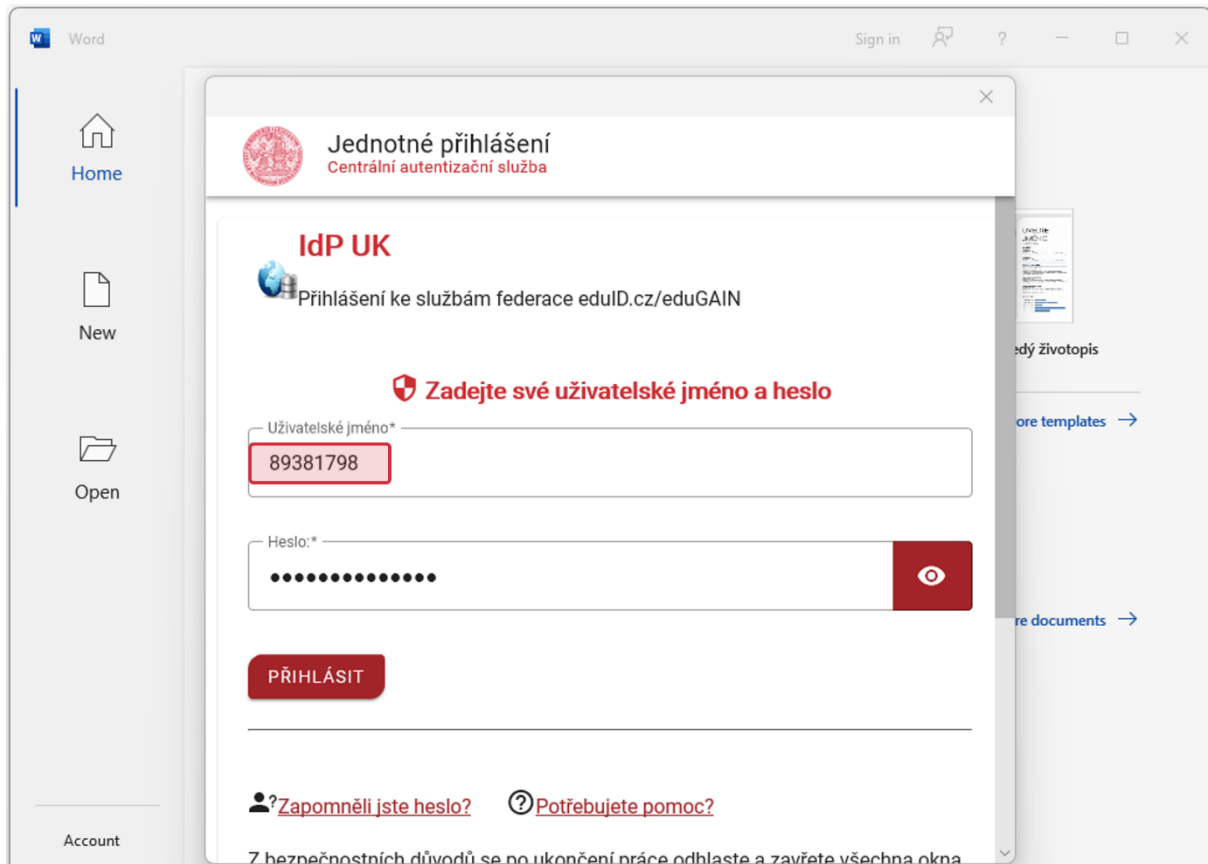 Word
Sign in
?
Jednotné přihlášení
Centrální autentizační služba
Home
IdP UK
Přihlášení ke službám federace eduID.cz/eduGAIN
New
edý životopis
Zadejte své uživatelské jméno a heslo
ore templates
Uživatelské jméno*
89381798
Open
Heslo:*
••••••••••••••
re documents
PŘIHLÁSIT
Zapomněli jste heslo?
Potřebujete pomoc?
Account
Z bezpečnostních důvodů se po ukončení práce odhlaste a zavřete všechna okna